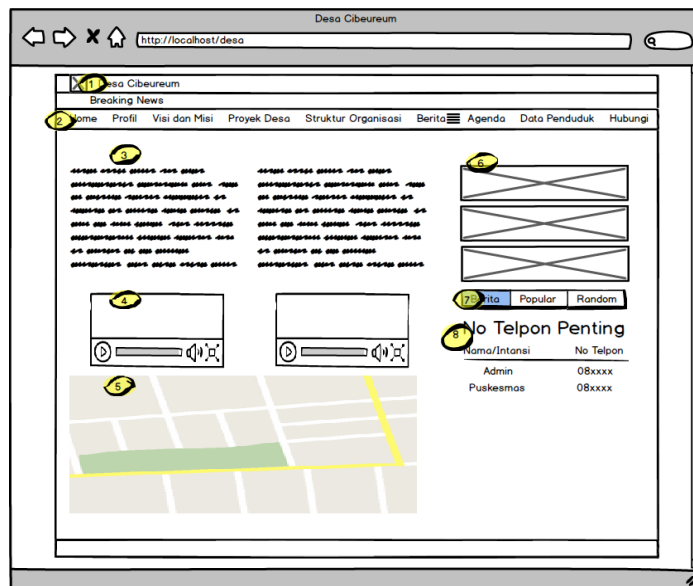 Desa Cibeureum
http://localhost/desa
1 Desa Cibeureum
Breaking News
2 Home Profil Visi dan Misi Proyek Desa Struktur Organisasi Berita Agenda Data Penduduk Hubungi
3
6
4
7 Berita Popular Random
8 No Telpon Penting
Nama/Intansi No Telpon
Admin 08xxxx
Puskesmas 08xxxx
5